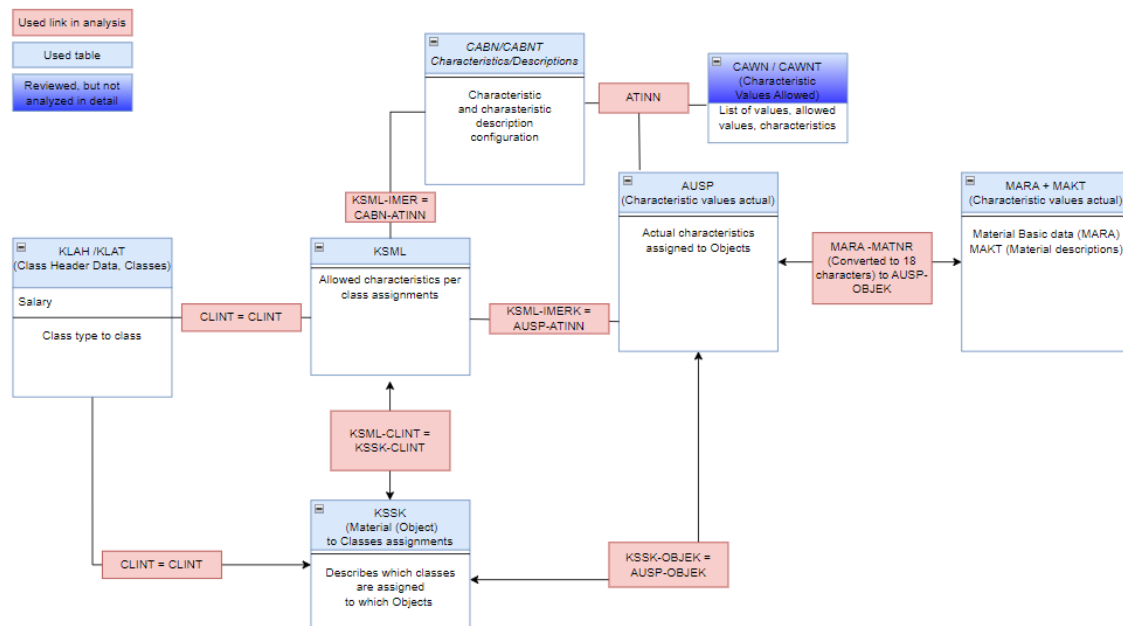 Used link in analysis
Used table
Reviewed, but not
analyzed in detail
CABN/CABNT
Characteristics/Descriptions
Characteristic
and charasteristic
description
configuration
ATINN
CAWN / CAWNT
(Characteristic
Values Allowed)
List of values, allowed
values, characteristics
KSML-IMER =
CABN-ATINN
AUSP
(Characteristic values actual)
Actual characteristics
assigned to Objects
MARA -MATNR
(Converted to 18
characters) to AUSP-
OBJEK
MARA + MAKT
(Characteristic values actual)
Material Basic data (MARA)
MAKT (Material descriptions)
KLAH /KLAT
(Class Header Data, Classes)
Salary
Class type to class
CLINT = CLINT
KSML
Allowed characteristics per
class assignments
KSML-IMERK =
AUSP-ATINN
KSML-CLINT =
KSSK-CLINT
KSSK
(Material (Object)
to Classes assignments
Describes which classes
are assigned
to which Objects
CLINT = CLINT
KSSK-OBJEK =
AUSP-OBJEK